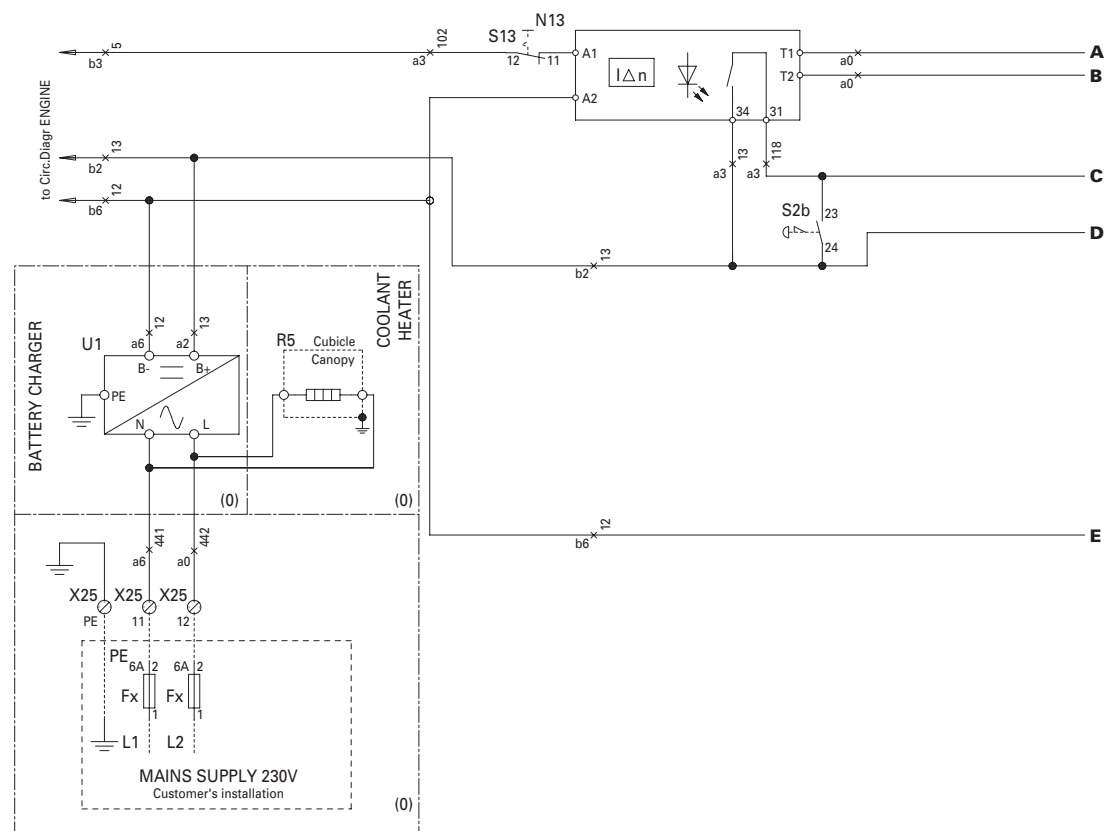 N13
S13
102
5
b3
a3
12
11
A1
I△n
T1
a0
A
T2
a0
B
A2
34
31
to Circ.Diagr ENGINE
13
b2
12
b6
13
a3
118
a3
C
S2b
23
24
D
13
b2
BATTERY CHARGER
COOLANT
HEATER
12
a6
13
a2
U1
B-
B+
PE
N
L
R5
Cubicle
Canopy
(0)
(0)
441
a6
442
a0
12
b6
E
X25
X25
X25
PE
11
12
PE
6A
2
6A
2
Fx
Fx
1
1
L1
L2
MAINS SUPPLY 230V
Customer's installation
(0)